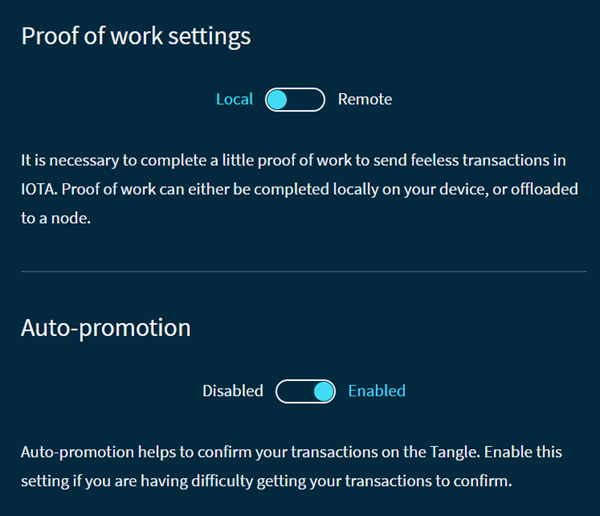 Proof of work settings
Local Remote
It is necessary to complete a little proof of work to send feeless transactions in
IOTA. Proof of work can either be completed locally on your device, or offloaded
to a node.
Auto-promotion
Disabled Enabled
Auto-promotion helps to confirm your transactions on the Tangle. Enable this
setting if you are having difficulty getting your transactions to confirm.